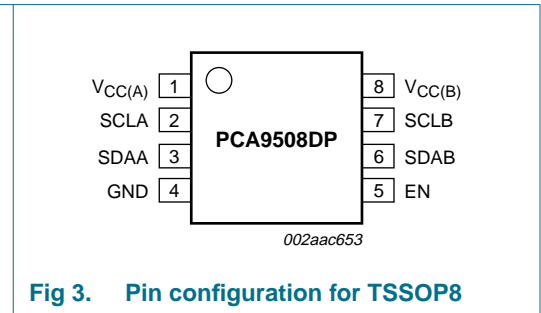 VCC(A) 1 8 VCC(B)
SCLA 2 7 SCLB
PCA9508DP
SDAA 3 6 SDAB
GND 4 5 EN
002aac653
Fig 3. Pin configuration for TSSOP8